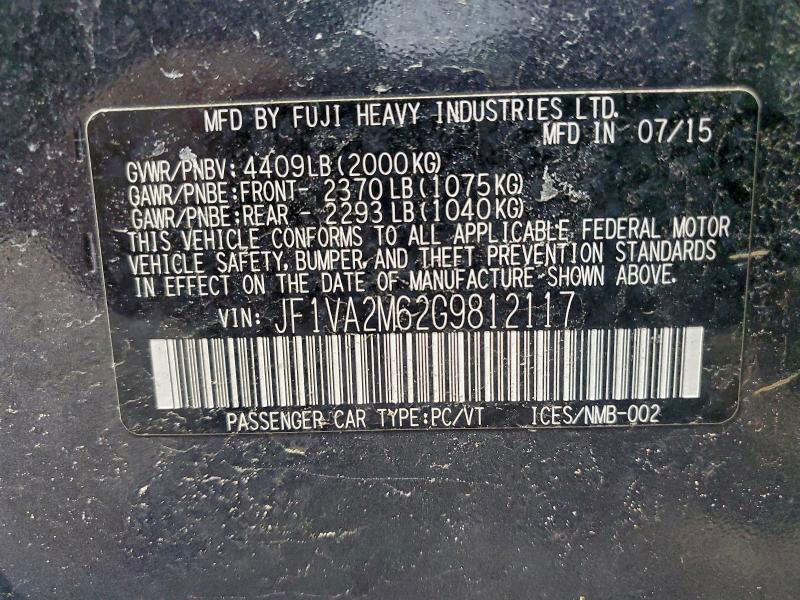 MFD BY FUJI HEAVY INDUSTRIES LTD.
MFD IN 07/15
GVWR/PNBV: 4409LB (2000KG)
GAWR/PNBE:FRONT- 2370 LB (1075KG)
GAWR/PNBE:REAR - 2293 LB (1040KG)
THIS VEHICLE CONFORMS TO ALL APPLICABLE FEDERAL MOTOR
VEHICLE SAFETY, BUMPER, AND THEFT PREVENTION STANDARDS
IN EFFECT ON THE DATE OF MANUFACTURE SHOWN ABOVE.
VIN: JF1VA2M62G9812117
PASSENGER CAR TYPE:PC/VT ICES/NMB-002